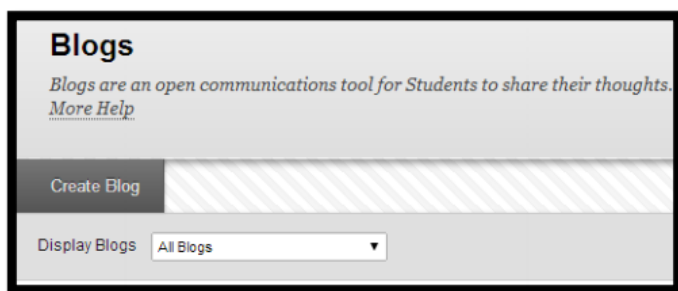 Blogs
Blogs are an open communications tool for Students to share their thoughts.
More Help
Create Blog
Display Blogs All Blogs